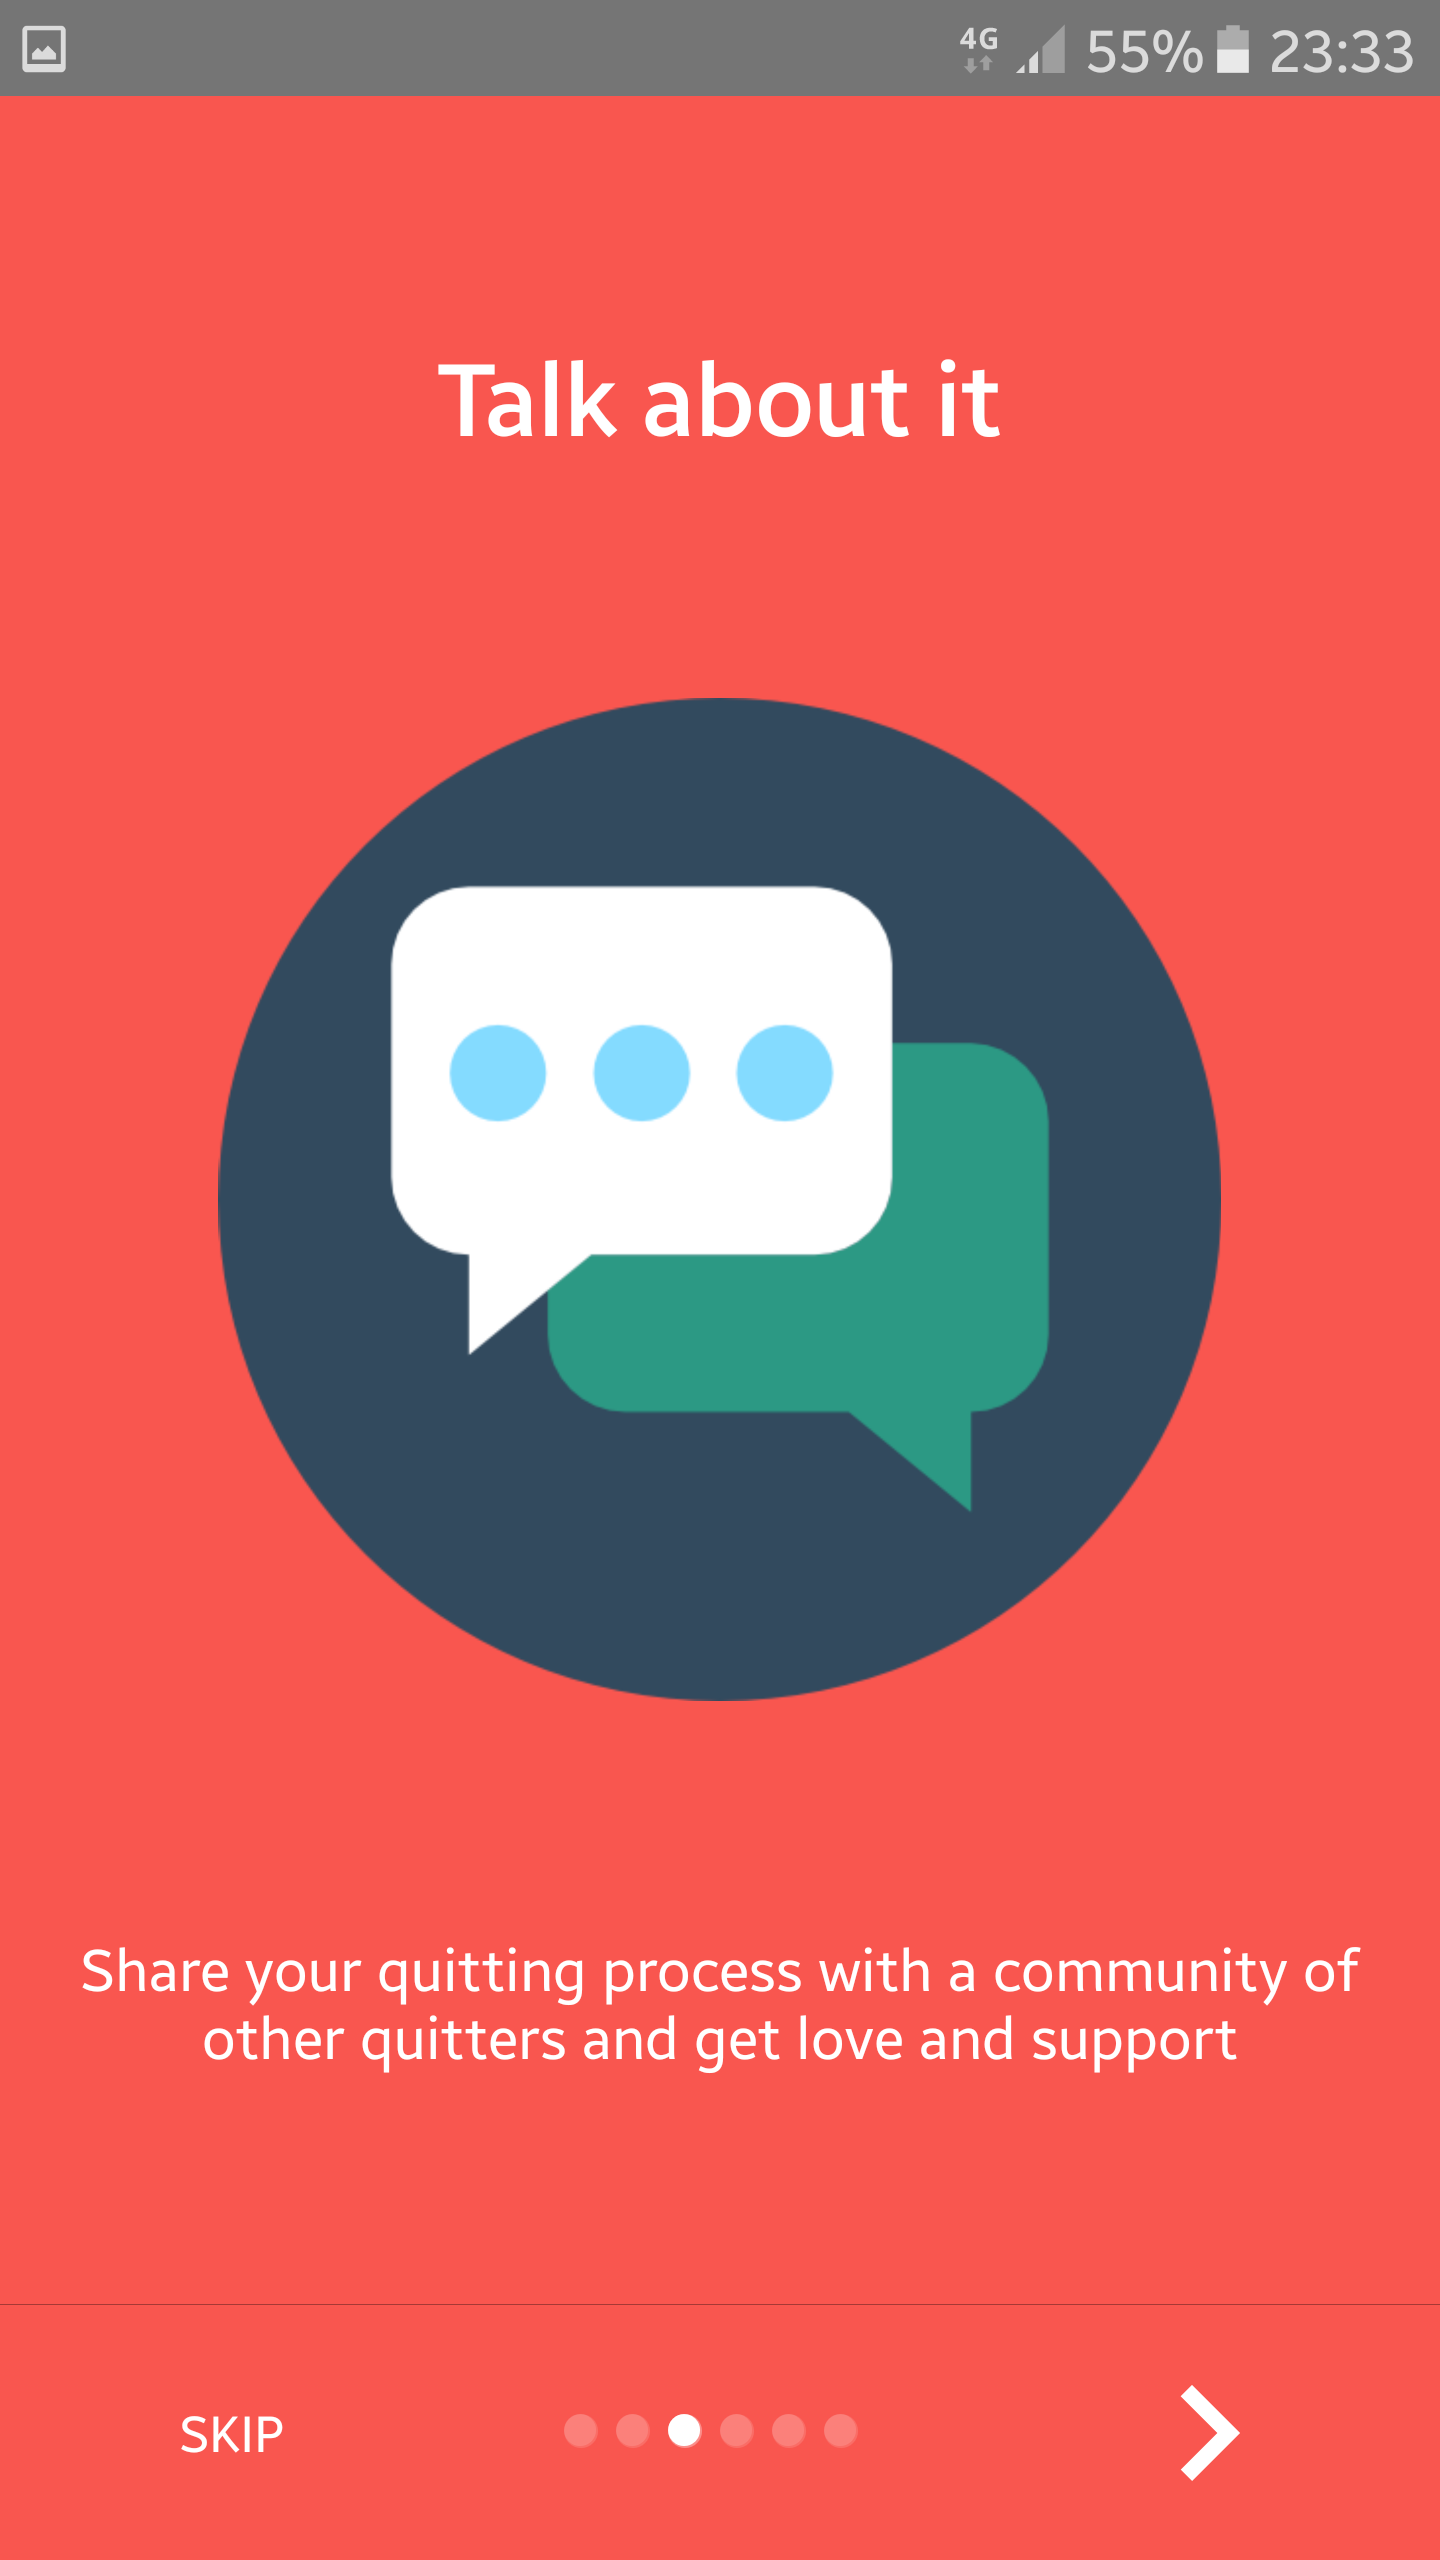 4G 55% 23:33
Talk about it
Share your quitting process with a community of
other quitters and get love and support
SKIP